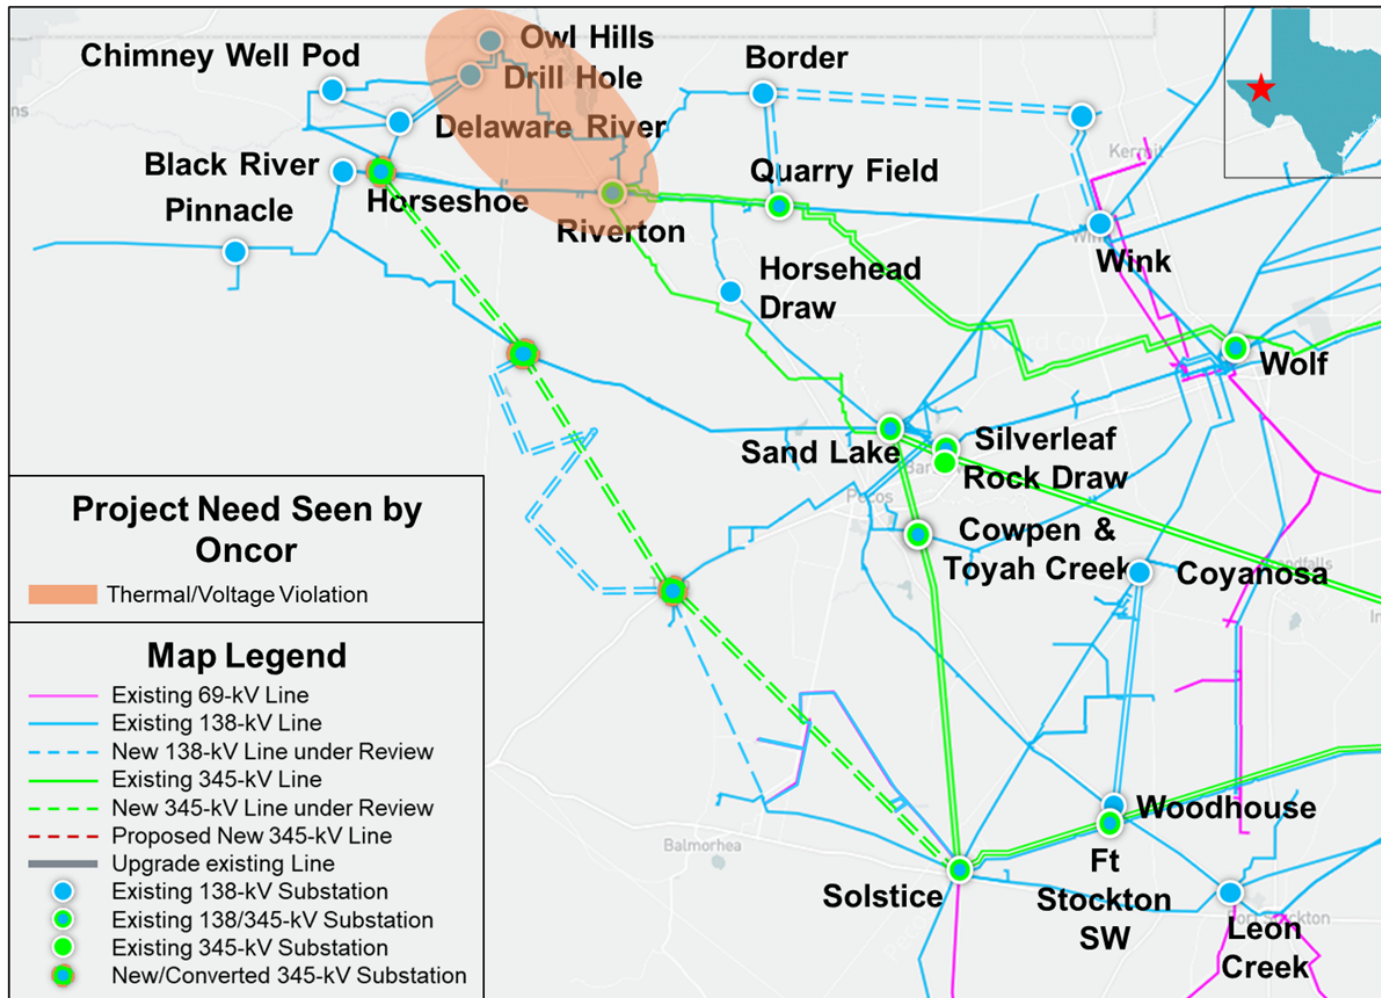 Owl Hills
Chimney Well Pod
Drill Hole
Border
Delaware River
Kermit
Black River
Quarry Field
Horseshoe
Pinnacle
Riverton
Wink
Horsehead
Draw
Wolf
Sand Lake
Silverleaf
Rock Draw
Pecos
Cowpen &
Toyah Creek
Coyanosa
Project Need Seen by
Oncor
Thermal/Voltage Violation
Map Legend
Existing 69-kV Line
Existing 138-kV Line
New 138-kV Line under Review
Existing 345-kV Line
New 345-kV Line under Review
Proposed New 345-kV Line
Upgrade existing Line
Existing 138-kV Substation
Existing 138/345-kV Substation
Existing 345-kV Substation
New/Converted 345-kV Substation
Woodhouse
Balmorhea
Ft
Stockton
SW
Solstice
Leon
Creek